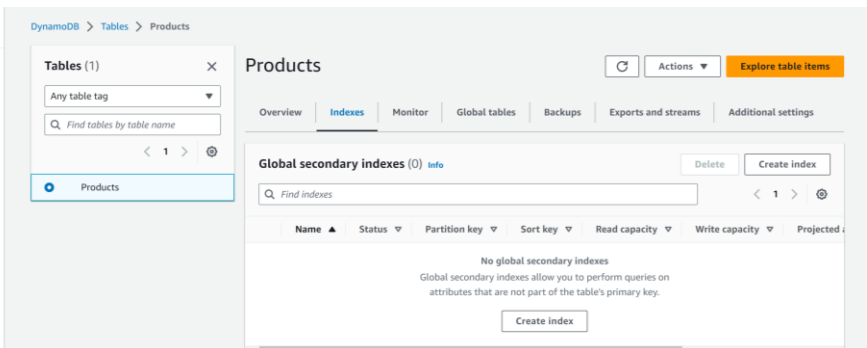 DynamoDB > Tables > Products
Tables (1)
Any table tag
Find tables by table name
1
Products
Products
Actions
Explore table items
Overview
Indexes
Monitor
Global tables
Backups
Exports and streams
Additional settings
Global secondary indexes (0) Info
Delete
Create index
Find indexes
1
Name
Status
Partition key
Sort key
Read capacity
Write capacity
Projected a
No global secondary indexes
Global secondary indexes allow you to perform queries on
attributes that are not part of the table's primary key.
Create index